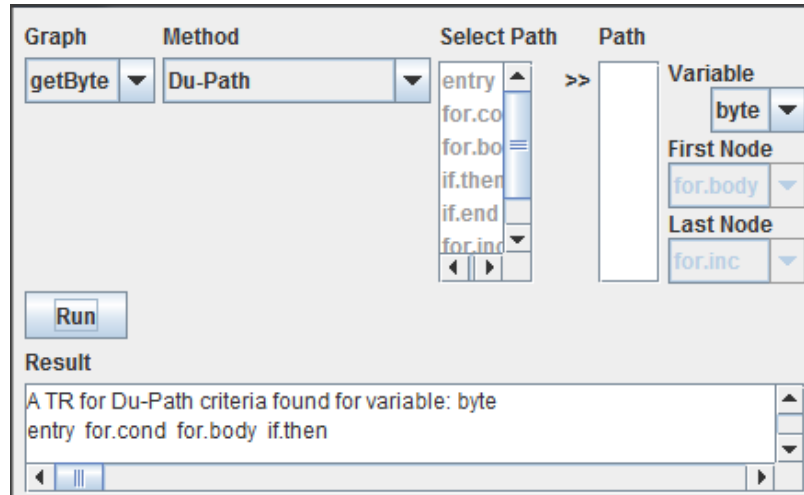 Graph
Method
Select Path
Path
getByte
Du-Path
entry
for.co
for.bo
if.then
if.end
for.inc
>>
Variable
byte
First Node
for.body
Last Node
for.inc
Run
Result
A TR for Du-Path criteria found for variable: byte
entry for.cond for.body if.then